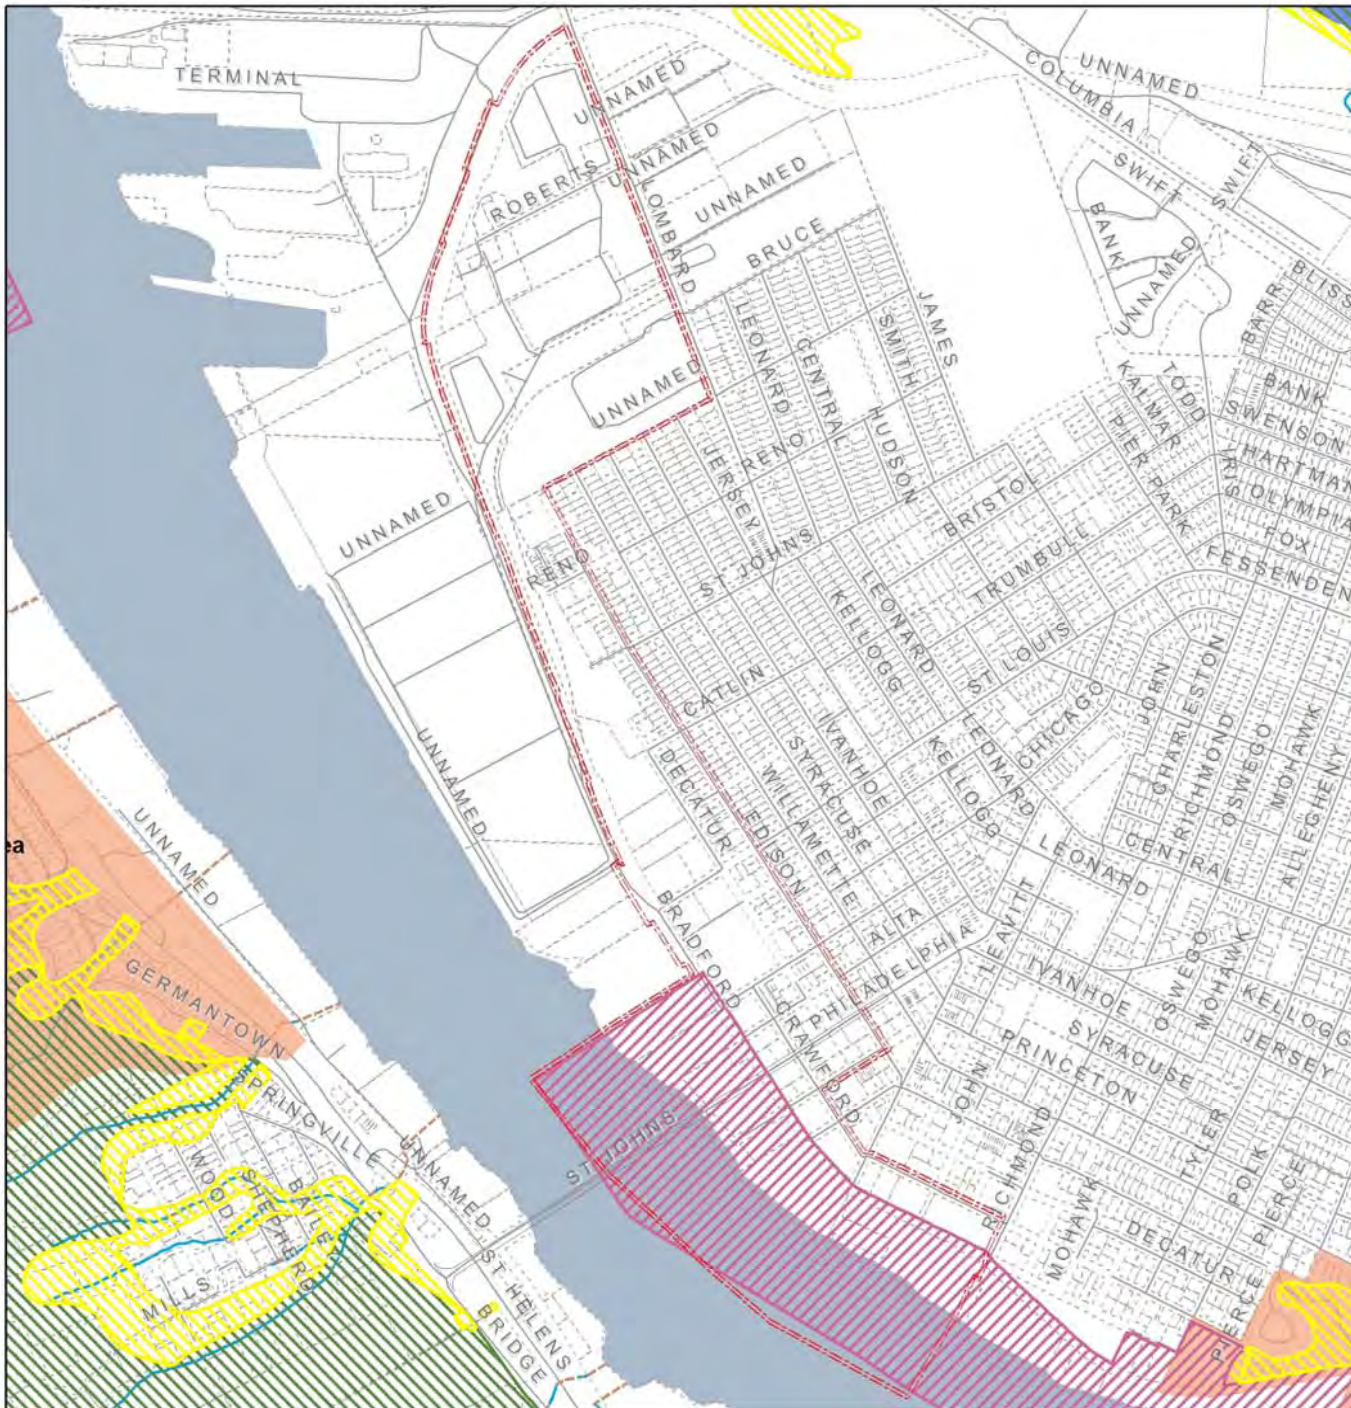 TERMINAL
UNNAMED
COLUMBIA
UNNAMED
SWIFT
SWIFT
UNNAMED
ROBERTS
UNNAMED
LOMBARD
BRUCE
BANK
UNNAMED
BLISS
BARR
JAMES
SMITH
LEONARD
CENTRAL
HUDSON
UNNAMED
KALMAR
TODD
BANK
SWENSON
HARTMAN
OLYMPIA
IRIS
FOX
FESSENDEN
PIER PARK
JERSEY
RENO
BRISTOL
TRUMBULL
UNNAMED
RENO
ST JOHNS
LEONARD
KELLOGG
ST LOUIS
CATLIN
IVANHOE
SYRACUSE
WILLAMETTE
EDISON
DECATUR
KELLOGG
LEONARD
CHICAGO
JOHN
CHARLESTON
RICHMOND
OSWEGO
MOHAWK
ALLEGHENY
UNNAMED
UNNAMED
ea
LEONARD
CENTRAL
LEAVITT
ALTA
PHILADELPHIA
BRADFORD
CRAWFORD
IVANHOE
OSWEGO
MOHAWK
KELLOGG
JERSEY
SYRACUSE
PRINCETON
JOHN
RICHMOND
TYLER
POLK
PIERCE
MOHAWK
DECATUR
PIERCE
GERMANTOWN
SPRINGVILLE
WOOD
SHEPHERD
BAILEY
MILLS
UNNAMED
ST HELENS
BRIDGE
ST JOHNS